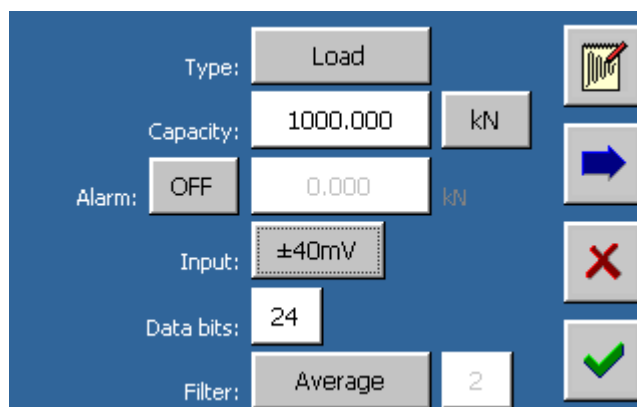 Type: Load
Capacity: 1000.000 kN
Alarm: OFF 0.000 kN
Input: ±40mV
Data bits: 24
Filter: Average 2